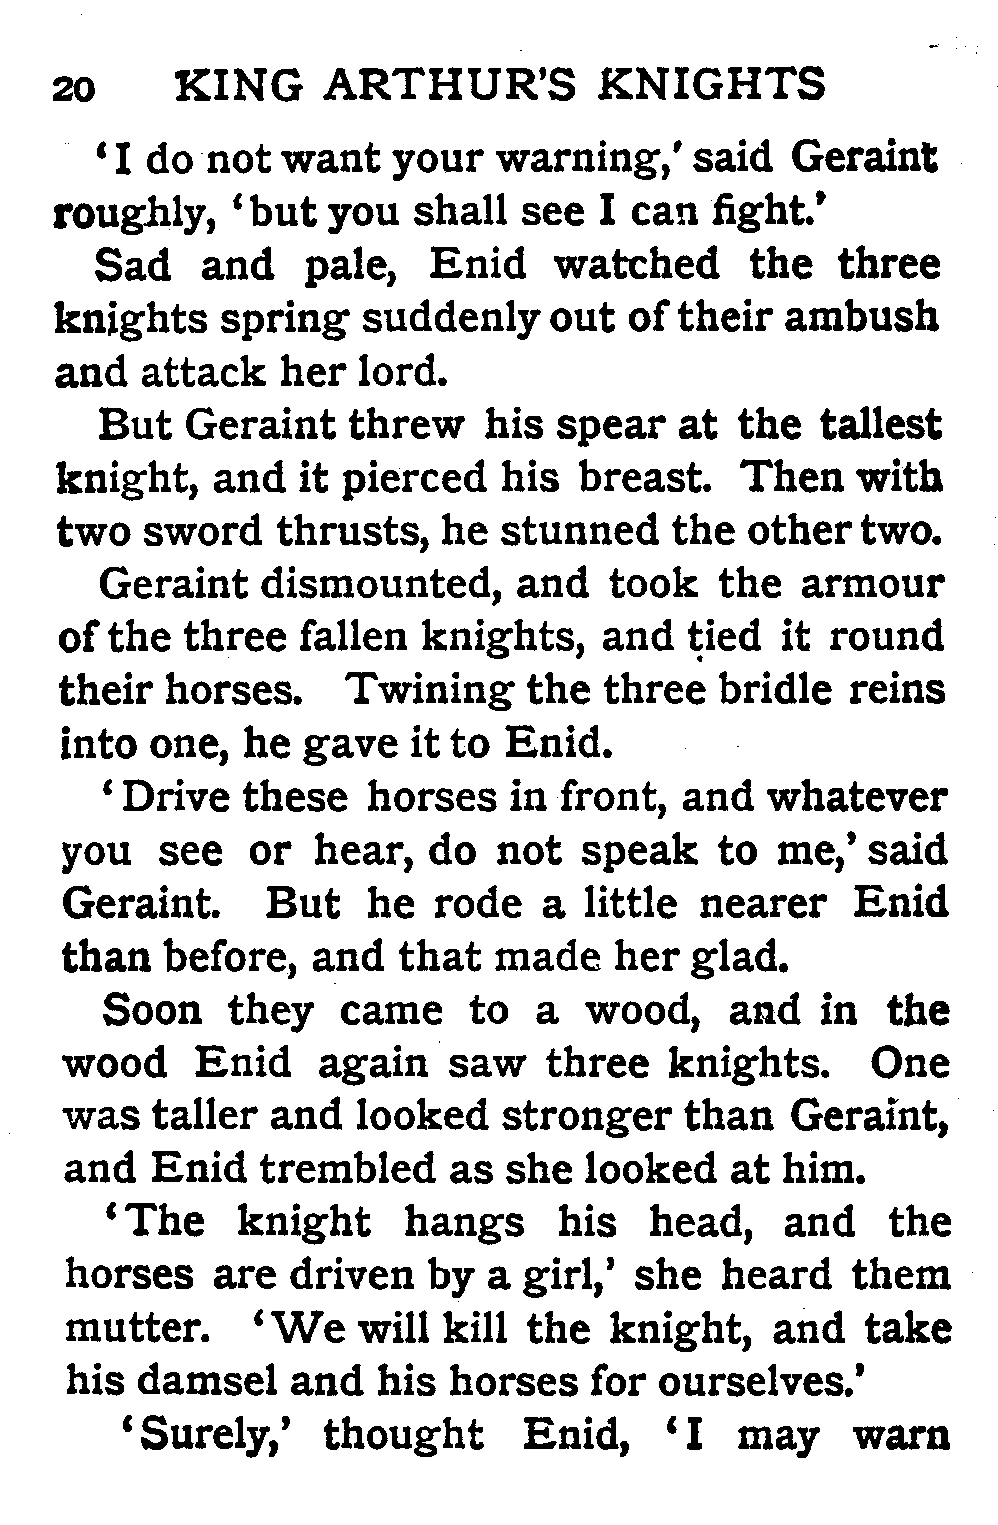 20 KING ARTHUR'S KNIGHTS
‘I do not want your warning,’ said Geraint
roughly, ‘but you shall see I can fight.’
Sad and pale, Enid watched the three
knights spring suddenly out of their ambush
and attack her lord.
But Geraint threw his spear at the tallest
knight, and it pierced his breast. Then with
two sword thrusts, he stunned the other two.
Geraint dismounted, and took the armour
of the three fallen knights, and tied it round
their horses. Twining the three bridle reins
into one, he gave it to Enid.
‘Drive these horses in front, and whatever
you see or hear, do not speak to me,’ said
Geraint. But he rode a little nearer Enid
than before, and that made her glad.
Soon they came to a wood, and in the
wood Enid again saw three knights. One
was taller and looked stronger than Geraint,
and Enid trembled as she looked at him.
‘The knight hangs his head, and the
horses are driven by a girl,’ she heard them
mutter. ‘We will kill the knight, and take
his damsel and his horses for ourselves.’
‘Surely,’ thought Enid, ‘I may warn